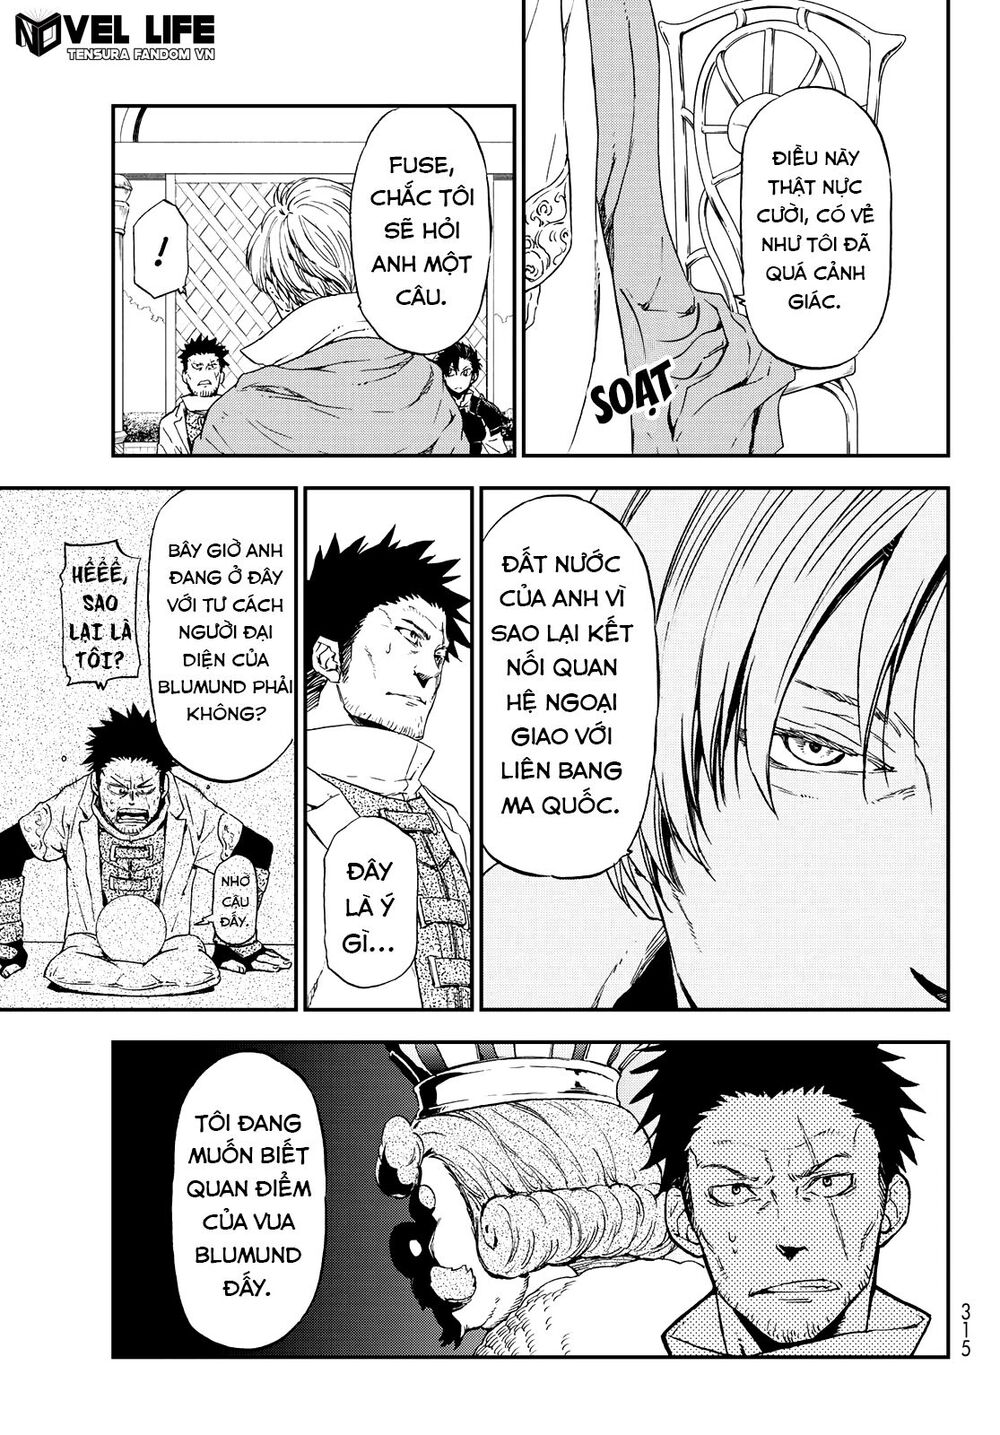 NOVEL LIFE
TENSURA FANDOM VN
ĐIỀU NÀY
THẬT NỰC
CƯỜI, CÓ VẺ
NHƯ TÔI ĐÃ
QUÁ CẢNH
GIÁC.
SOẠT
FUSE,
CHẮC TÔI
SẼ HỎI
ANH MỘT
CÂU.
!
ĐẤT NƯỚC
CỦA ANH VÌ
SAO LẠI KẾT
NỐI QUAN
HỆ NGOẠI
GIAO VỚI
LIÊN BANG
MA QUỐC.
ĐÂY
LÀ Ý
GÌ...
BÂY GIỜ ANH
ĐANG Ở ĐÂY
VỚI TƯ CÁCH
NGƯỜI ĐẠI
DIỆN CỦA
BLUMUND PHẢI
KHÔNG?
HỂỂỂ,
SAO
LẠI LÀ
TÔI?
NHỜ
CẬU
ĐẤY.
TÔI ĐANG
MUỐN BIẾT
QUAN ĐIỂM
CỦA VUA
BLUMUND
ĐẤY.
315